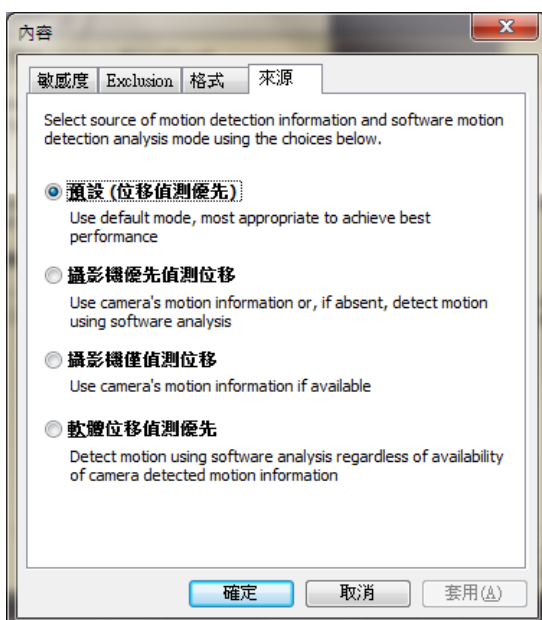 內容
敏感度 Exclusion 格式 來源
Select source of motion detection information and software motion
detection analysis mode using the choices below.
預設 (位移偵測優先)
Use default mode, most appropriate to achieve best
performance
攝影機優先偵測位移
Use camera's motion information or, if absent, detect motion
using software analysis
攝影機僅偵測位移
Use camera's motion information if available
軟體位移偵測優先
Detect motion using software analysis regardless of availability
of camera detected motion information
確定 取消 套用(A)